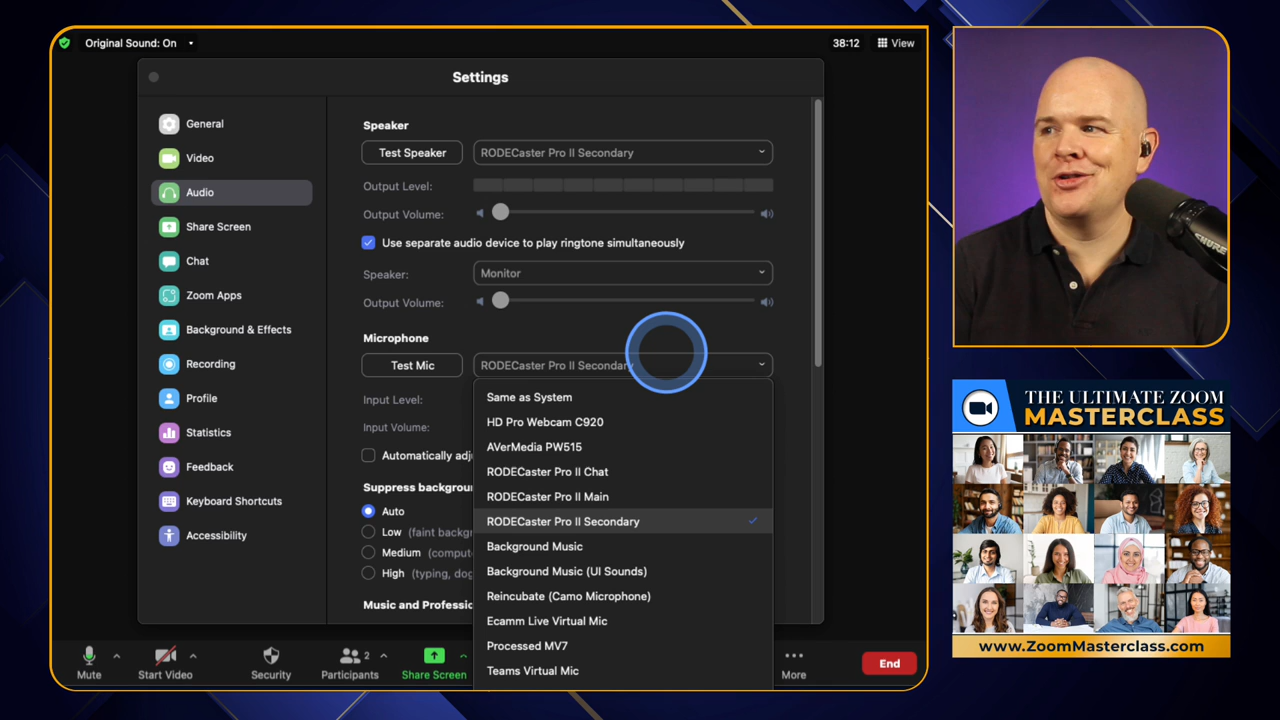 Original Sound: On
38:12
View
Settings
General
Video
Audio
Share Screen
Chat
Zoom Apps
Background & Effects
Recording
Profile
Statistics
Feedback
Keyboard Shortcuts
Accessibility
Speaker
Test Speaker
RODECaster Pro II Secondary
Output Level:
Output Volume:
Use separate audio device to play ringtone simultaneously
Speaker:
Monitor
Output Volume:
Microphone
Test Mic
RODECaster Pro II Secondary
Input Level:
Input Volume:
Automatically adj
Suppress backgrour
Auto
Low (faint backg
Medium (comput
High (typing, dog
Music and Professic
Same as System
HD Pro Webcam C920
AVerMedia PW515
RODECaster Pro II Chat
RODECaster Pro II Main
RODECaster Pro II Secondary
Background Music
Background Music (UI Sounds)
Reincubate (Camo Microphone)
Ecamm Live Virtual Mic
Processed MV7
Teams Virtual Mic
Mute
Start Video
Security
2
Participants
Share Screen
More
End
SHURE
THE ULTIMATE ZOOM
MASTERCLASS
www.ZoomMasterclass.com